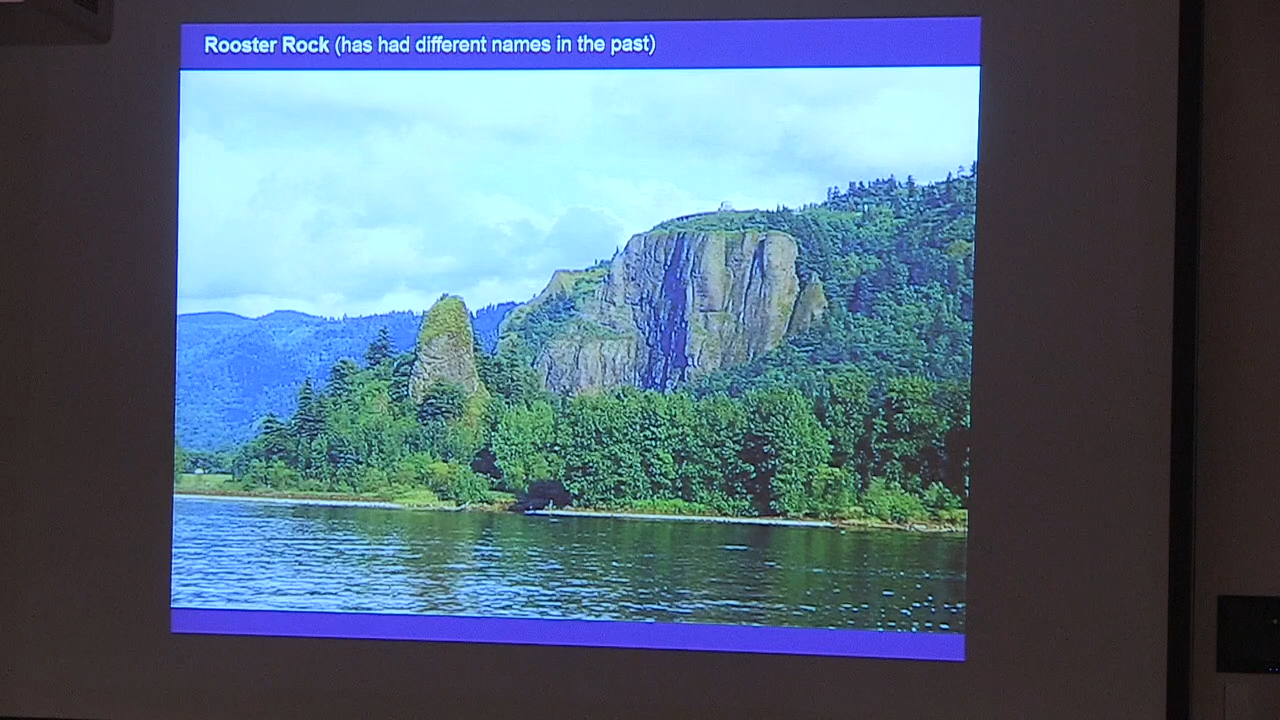 Rooster Rock (has had different names in the past)